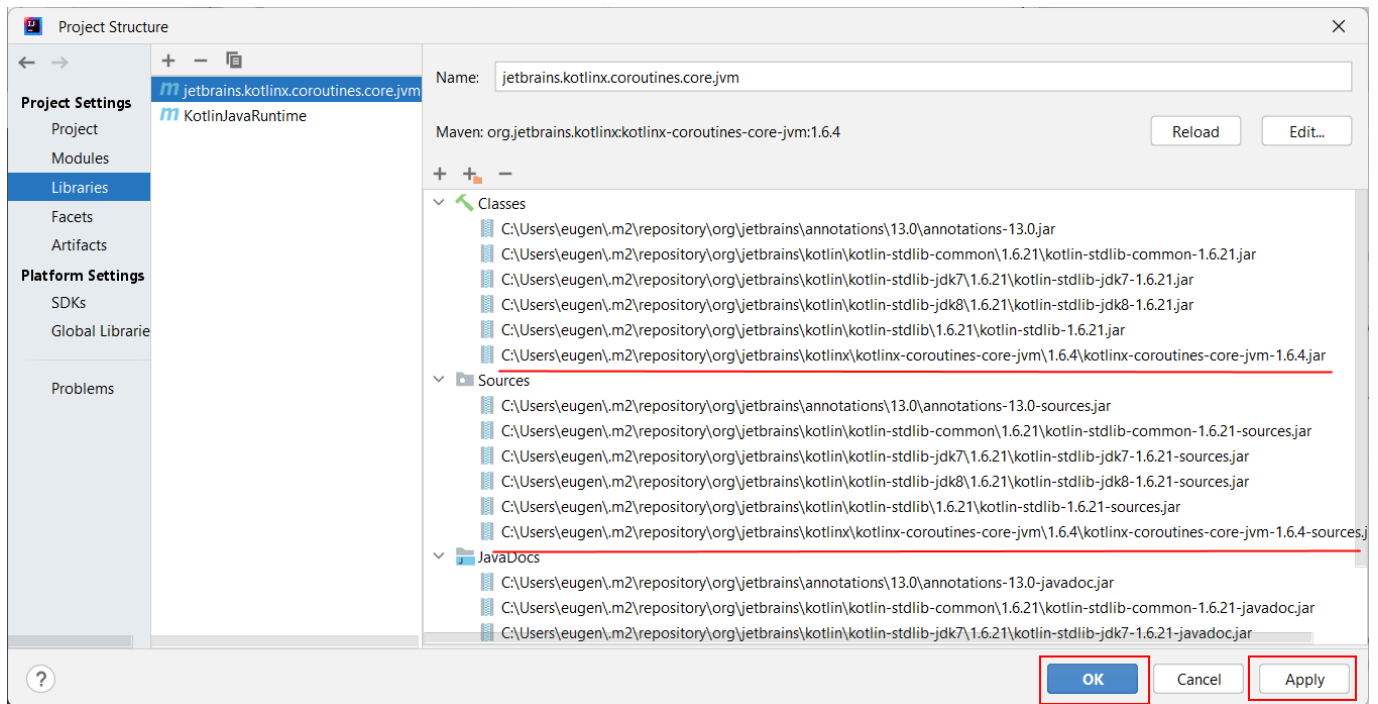 Project Structure
Project Settings
Project
Modules
Libraries
Facets
Artifacts
Platform Settings
SDKs
Global Librarie
Problems
jetbrains.kotlinx.coroutines.core.jvm
KotlinJavaRuntime
Name: jetbrains.kotlinx.coroutines.core.jvm
Maven: org.jetbrains.kotlinx:kotlinx-coroutines-core-jvm:1.6.4 Reload Edit...
Classes
C:\Users\eugen\.m2\repository\org\jetbrains\annotations\13.0\annotations-13.0.jar
C:\Users\eugen\.m2\repository\org\jetbrains\kotlin\kotlin-stdlib-common\1.6.21\kotlin-stdlib-common-1.6.21.jar
C:\Users\eugen\.m2\repository\org\jetbrains\kotlin\kotlin-stdlib-jdk7\1.6.21\kotlin-stdlib-jdk7-1.6.21.jar
C:\Users\eugen\.m2\repository\org\jetbrains\kotlin\kotlin-stdlib-jdk8\1.6.21\kotlin-stdlib-jdk8-1.6.21.jar
C:\Users\eugen\.m2\repository\org\jetbrains\kotlin\kotlin-stdlib\1.6.21\kotlin-stdlib-1.6.21.jar
C:\Users\eugen\.m2\repository\org\jetbrains\kotlinx\kotlinx-coroutines-core-jvm\1.6.4\kotlinx-coroutines-core-jvm-1.6.4.jar
Sources
C:\Users\eugen\.m2\repository\org\jetbrains\annotations\13.0\annotations-13.0-sources.jar
C:\Users\eugen\.m2\repository\org\jetbrains\kotlin\kotlin-stdlib-common\1.6.21\kotlin-stdlib-common-1.6.21-sources.jar
C:\Users\eugen\.m2\repository\org\jetbrains\kotlin\kotlin-stdlib-jdk7\1.6.21\kotlin-stdlib-jdk7-1.6.21-sources.jar
C:\Users\eugen\.m2\repository\org\jetbrains\kotlin\kotlin-stdlib-jdk8\1.6.21\kotlin-stdlib-jdk8-1.6.21-sources.jar
C:\Users\eugen\.m2\repository\org\jetbrains\kotlin\kotlin-stdlib\1.6.21\kotlin-stdlib-1.6.21-sources.jar
C:\Users\eugen\.m2\repository\org\jetbrains\kotlinx\kotlinx-coroutines-core-jvm\1.6.4\kotlinx-coroutines-core-jvm-1.6.4-sources.j
JavaDocs
C:\Users\eugen\.m2\repository\org\jetbrains\annotations\13.0\annotations-13.0-javadoc.jar
C:\Users\eugen\.m2\repository\org\jetbrains\kotlin\kotlin-stdlib-common\1.6.21\kotlin-stdlib-common-1.6.21-javadoc.jar
C:\Users\eugen\.m2\repository\org\jetbrains\kotlin\kotlin-stdlib-jdk7\1.6.21\kotlin-stdlib-jdk7-1.6.21-javadoc.jar
? OK Cancel Apply